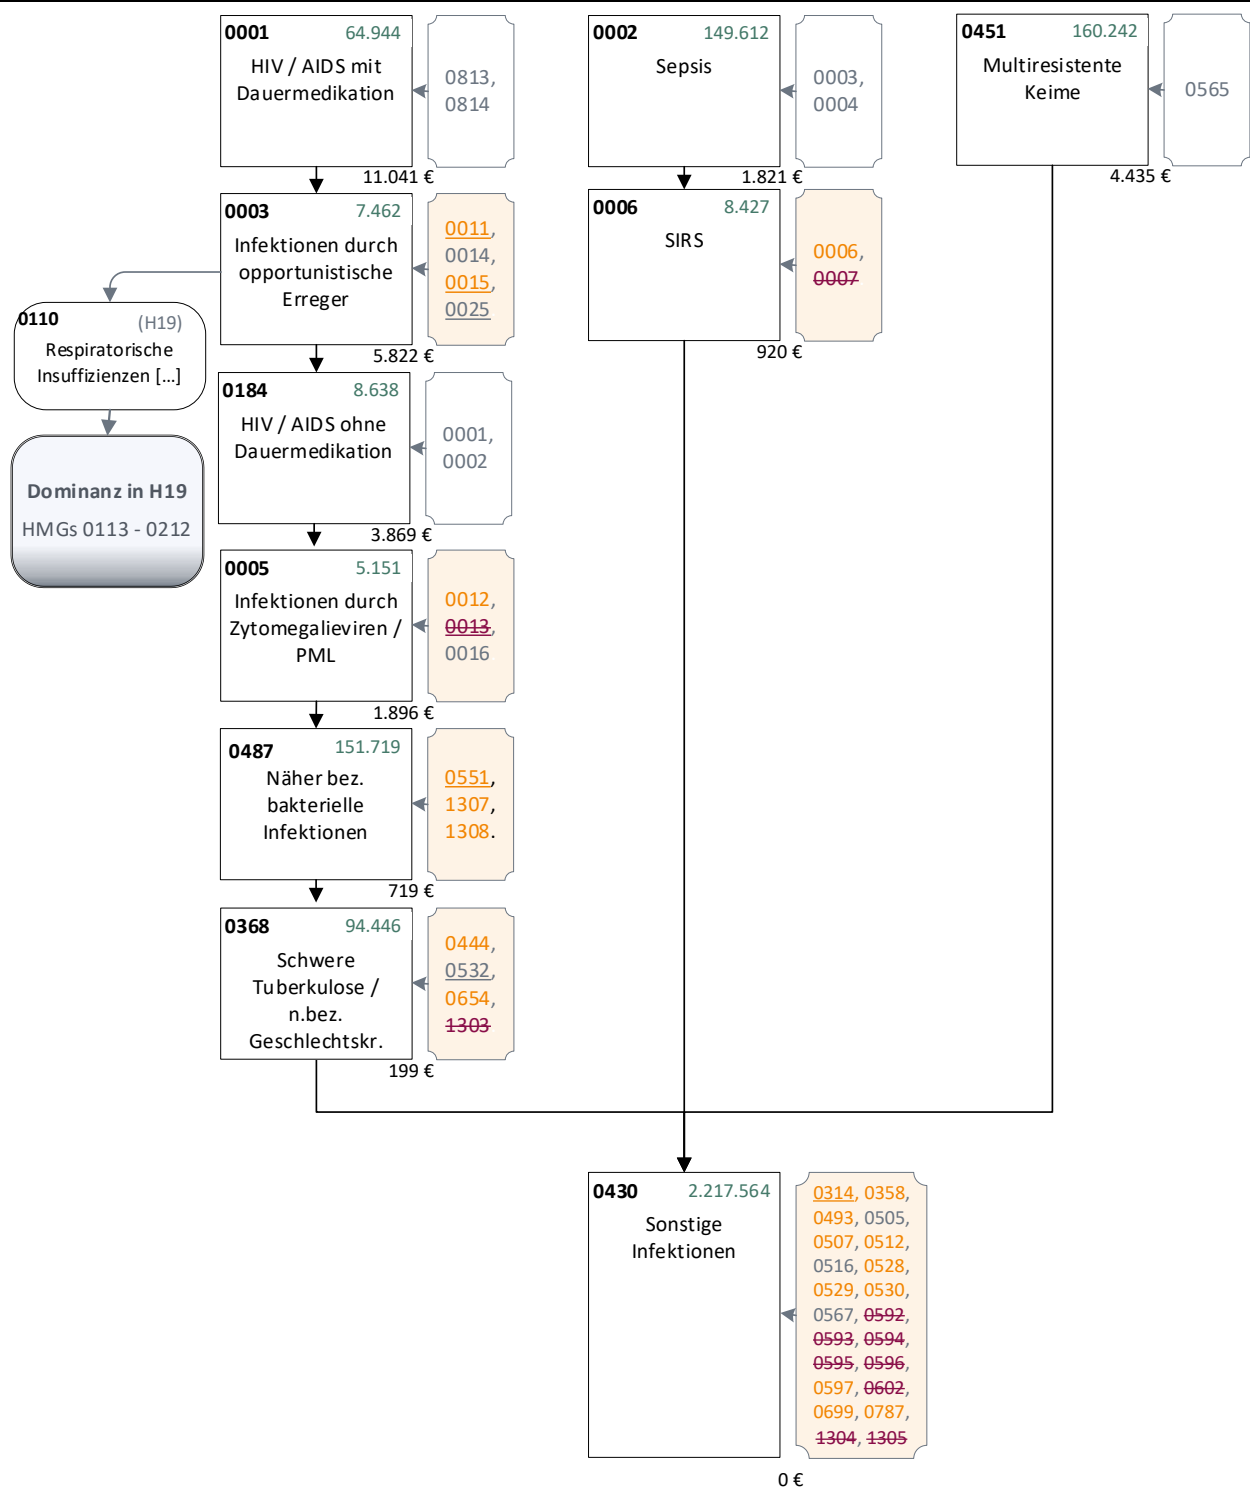 0001 64.944
HIV / AIDS mit
Dauermedikation
0813,
0814
11.041 €
0003 7.462
Infektionen durch
opportunistische
Erreger
0011,
0014,
0015,
0025
5.822 €
0110 (H19)
Respiratorische
Insuffizienzen [...]
Dominanz in H19
HMGs 0113 - 0212
0184 8.638
HIV / AIDS ohne
Dauermedikation
0001,
0002
3.869 €
0005 5.151
Infektionen durch
Zytomegalieviren /
PML
0012,
0013,
0016
1.896 €
0487 151.719
Näher bez.
bakterielle
Infektionen
0551,
1307,
1308.
719 €
0368 94.446
Schwere
Tuberkulose /
n.bez.
Geschlechtskr.
0444,
0532,
0654,
1303
199 €
0002 149.612
Sepsis
0003,
0004
1.821 €
0006 8.427
SIRS
0006,
0007
920 €
0451 160.242
Multiresistente
Keime
0565
4.435 €
0430 2.217.564
Sonstige
Infektionen
0314, 0358,
0493, 0505,
0507, 0512,
0516, 0528,
0529, 0530,
0567, 0592,
0593, 0594,
0595, 0596,
0597, 0602,
0699, 0787,
1304, 1305
0 €